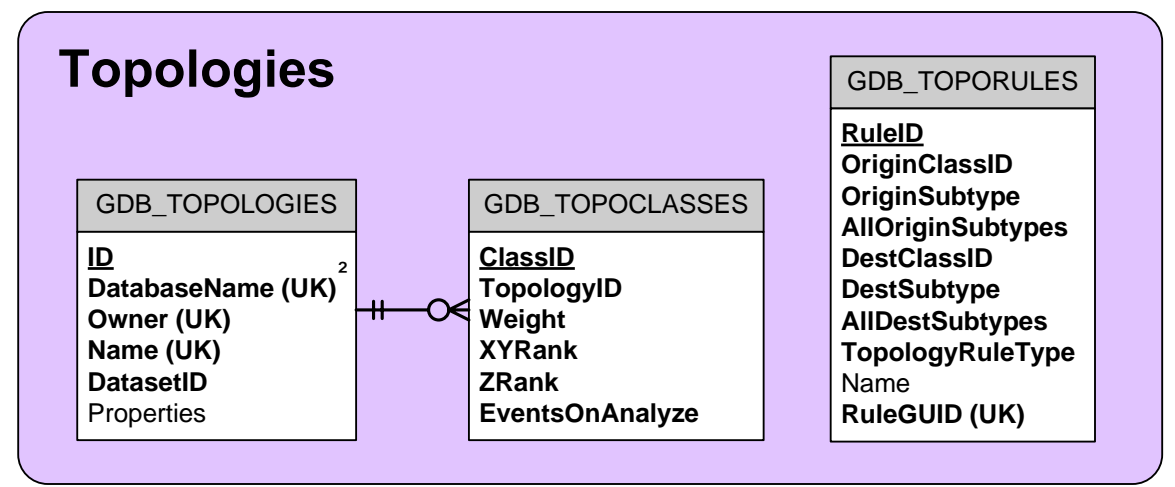 Topologies
GDB_TOPOLOGIES
ID
DatabaseName (UK)²
Owner (UK)
Name (UK)
DatasetID
Properties
GDB_TOPOCLASSES
ClassID
TopologyID
Weight
XYRank
ZRank
EventsOnAnalyze
GDB_TOPORULES
RuleID
OriginClassID
OriginSubtype
AllOriginSubtypes
DestClassID
DestSubtype
AllDestSubtypes
TopologyRuleType
Name
RuleGUID (UK)